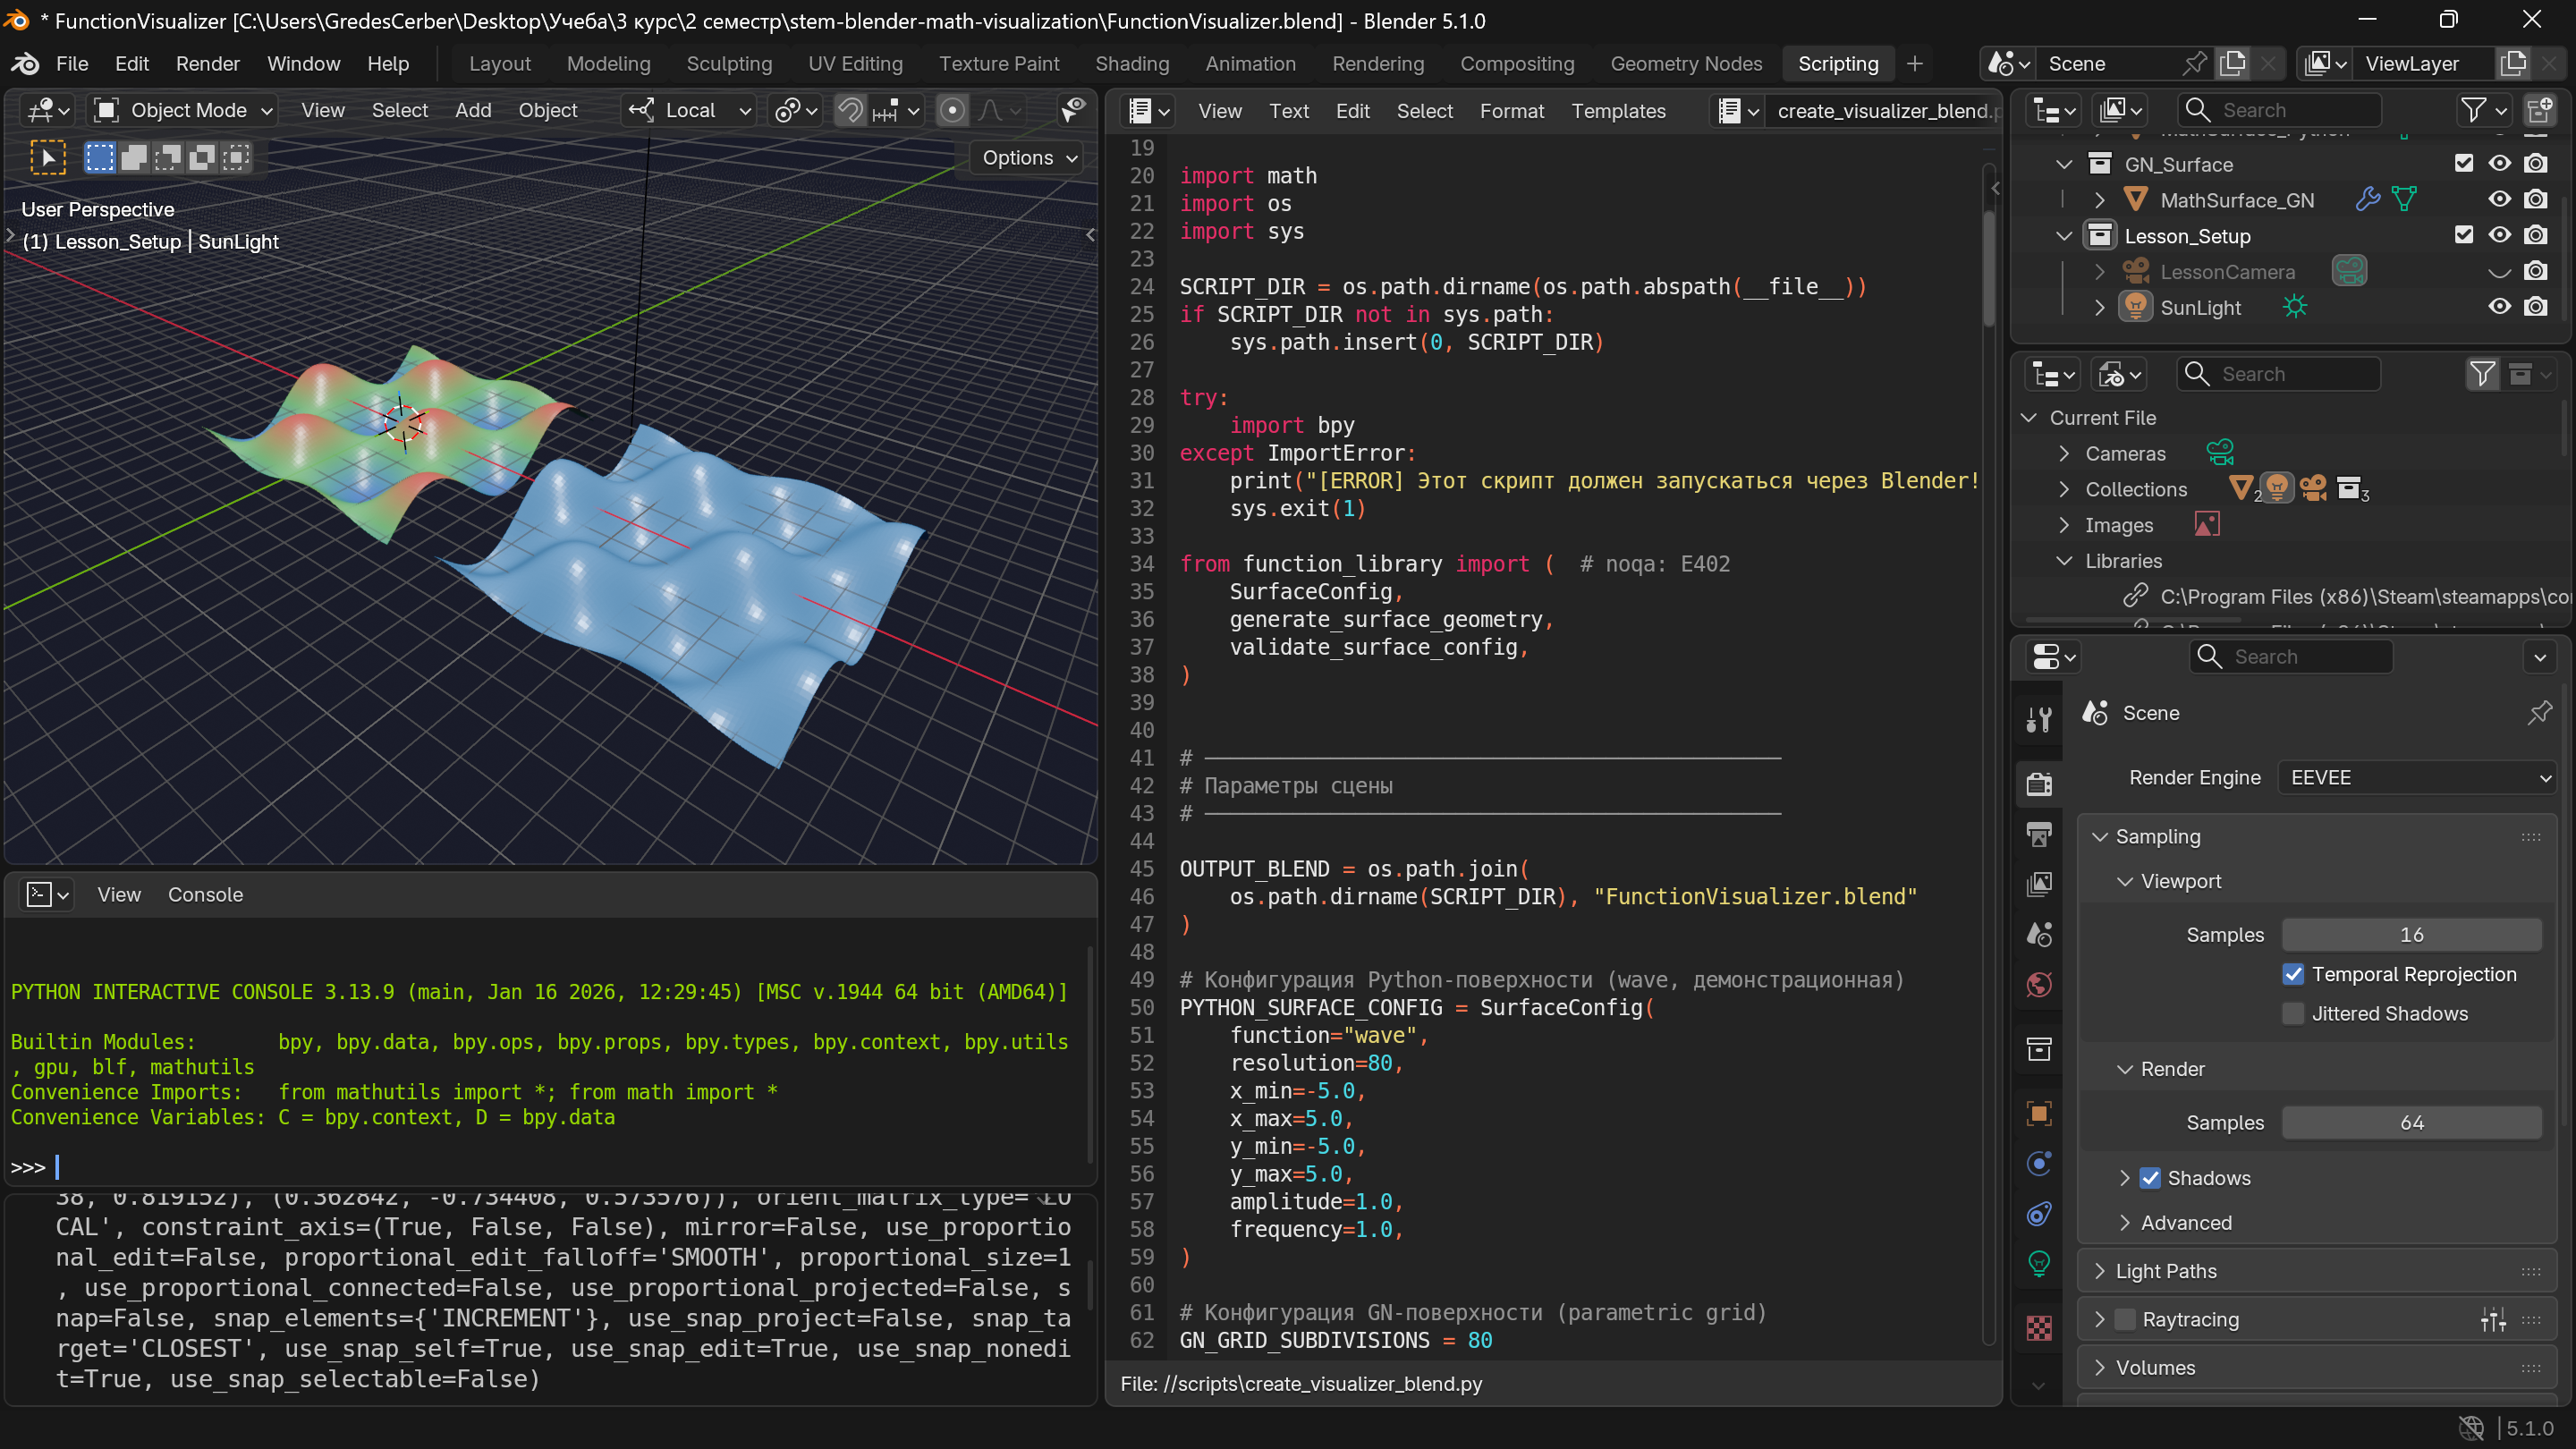 * FunctionVisualizer [C:\Users\GredesCerber\Desktop\Учеба\3 курс\2 семестр\stem-blender-math-visualization\FunctionVisualizer.blend] - Blender 5.1.0
File Edit Render Window Help
Layout Modeling Sculpting UV Editing Texture Paint Shading Animation Rendering Compositing Geometry Nodes Scripting +
Scene
ViewLayer
Object Mode View Select Add Object Local
Options
User Perspective
(1) Lesson_Setup | SunLight
View Console
PYTHON INTERACTIVE CONSOLE 3.13.9 (main, Jan 16 2026, 12:29:45) [MSC v.1944 64 bit (AMD64)]
Builtin Modules: bpy, bpy.data, bpy.ops, bpy.props, bpy.types, bpy.context, bpy.utils
, gpu, blf, mathutils
Convenience Imports: from mathutils import *; from math import *
Convenience Variables: C = bpy.context, D = bpy.data
>>>
38, 0.819152), (0.362842, -0.734408, 0.573576)), orient_matrix_type='LO
CAL', constraint_axis=(True, False, False), mirror=False, use_proportio
nal_edit=False, proportional_edit_falloff='SMOOTH', proportional_size=1
, use_proportional_connected=False, use_proportional_projected=False, s
nap=False, snap_elements={'INCREMENT'}, use_snap_project=False, snap_ta
rget='CLOSEST', use_snap_self=True, use_snap_edit=True, use_snap_nonedi
t=True, use_snap_selectable=False)
View Text Edit Select Format Templates
create_visualizer_blend.p
19
20 import math
21 import os
22 import sys
23
24 SCRIPT_DIR = os.path.dirname(os.path.abspath(__file__))
25 if SCRIPT_DIR not in sys.path:
26 sys.path.insert(0, SCRIPT_DIR)
27
28 try:
29 import bpy
30 except ImportError:
31 print("[ERROR] Этот скрипт должен запускаться через Blender!
32 sys.exit(1)
33
34 from function_library import ( # noqa: E402
35 SurfaceConfig,
36 generate_surface_geometry,
37 validate_surface_config,
38 )
39
40
41 # ──────────────────────────────────────────────
42 # Параметры сцены
43 # ──────────────────────────────────────────────
44
45 OUTPUT_BLEND = os.path.join(
46 os.path.dirname(SCRIPT_DIR), "FunctionVisualizer.blend"
47 )
48
49 # Конфигурация Python-поверхности (wave, демонстрационная)
50 PYTHON_SURFACE_CONFIG = SurfaceConfig(
51 function="wave",
52 resolution=80,
53 x_min=-5.0,
54 x_max=5.0,
55 y_min=-5.0,
56 y_max=5.0,
57 amplitude=1.0,
58 frequency=1.0,
59 )
60
61 # Конфигурация GN-поверхности (parametric grid)
62 GN_GRID_SUBDIVISIONS = 80
File: //scripts\create_visualizer_blend.py
Search
MathSurface_Python
GN_Surface
MathSurface_GN
Lesson_Setup
LessonCamera
SunLight
Search
Current File
Cameras
Collections 2 3
Images
Libraries
C:\Program Files (x86)\Steam\steamapps\co
Search
Scene
Render Engine EEVEE
Sampling
Viewport
Samples 16
Temporal Reprojection
Jittered Shadows
Render
Samples 64
Shadows
Advanced
Light Paths
Raytracing
Volumes
5.1.0